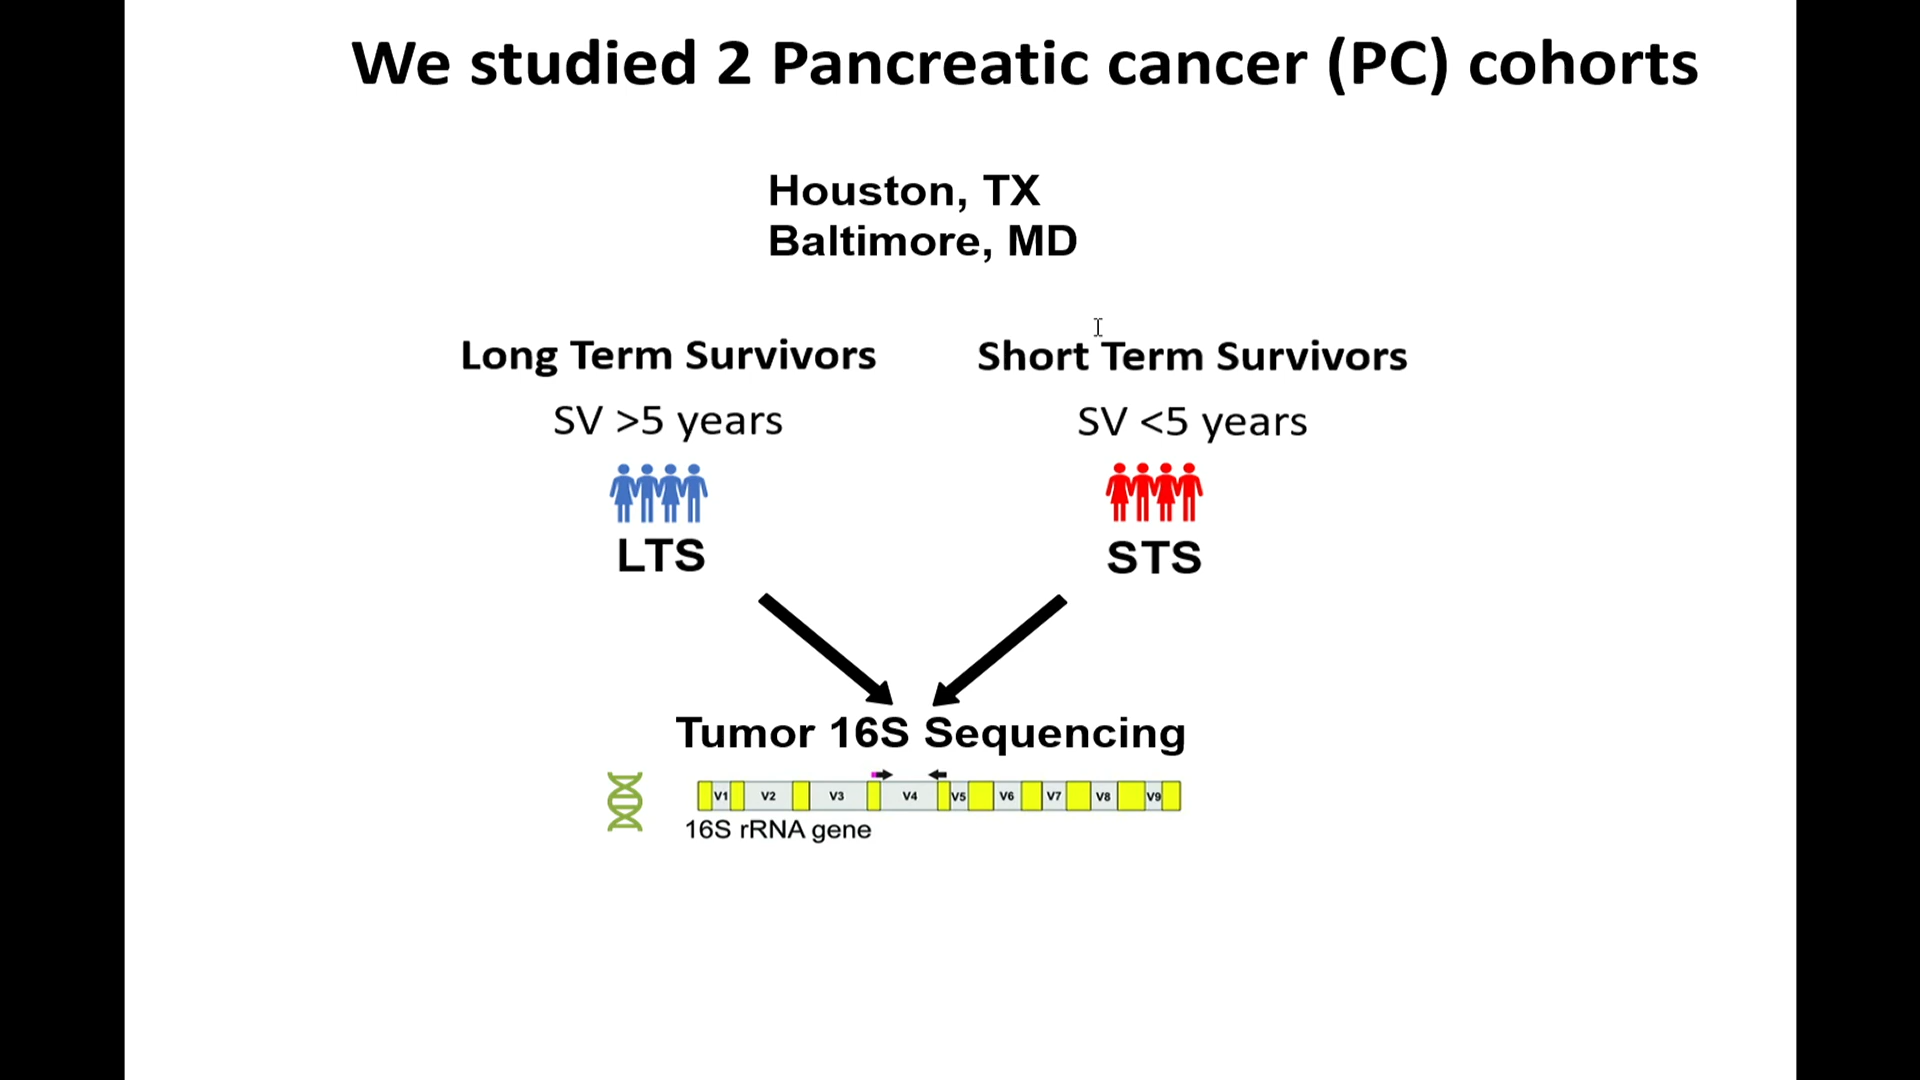 We studied 2 Pancreatic cancer (PC) cohorts
Houston, TX
Baltimore, MD
Long Term Survivors
SV >5 years
LTS
Short Term Survivors
SV <5 years
STS
Tumor 16S Sequencing
V1 V2 V3 V4 V5 V6 V7 V8 V9
16S rRNA gene